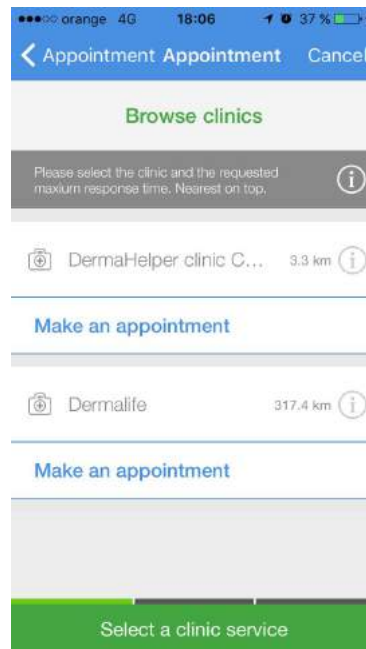 orange 4G 18:06 37 %
Appointment Appointment Cancel
Browse clinics
Please select the clinic and the requested
maxium response time. Nearest on top.
DermaHelper clinic C... 3.3 km
Make an appointment
Dermalife 317.4 km
Make an appointment
Select a clinic service